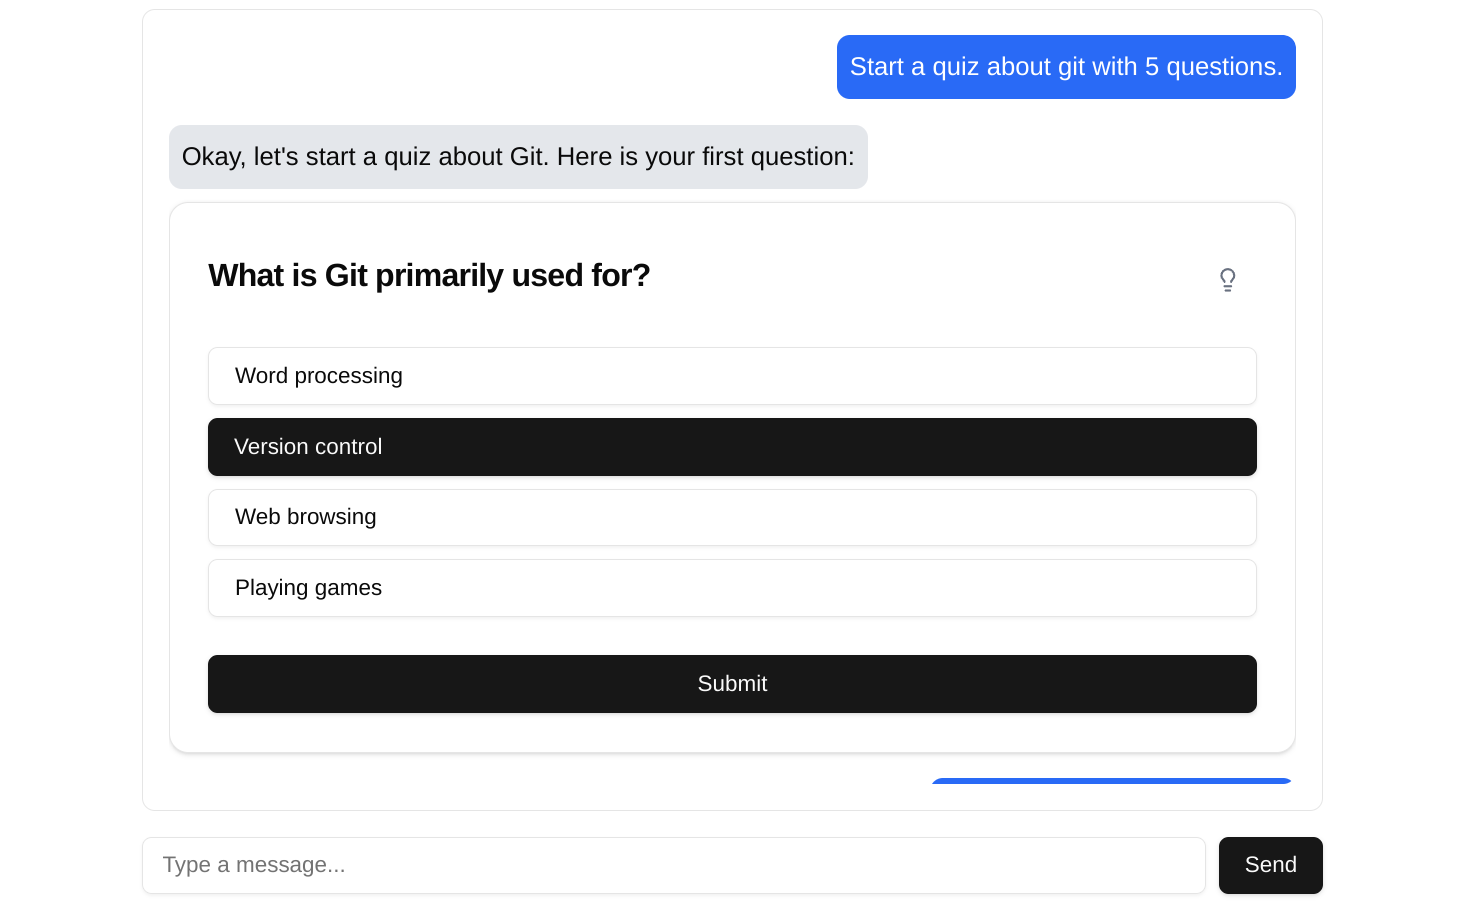 Start a quiz about git with 5 questions.
Okay, let's start a quiz about Git. Here is your first question:
What is Git primarily used for?
Word processing
Version control
Web browsing
Playing games
Submit
Type a message...
Send